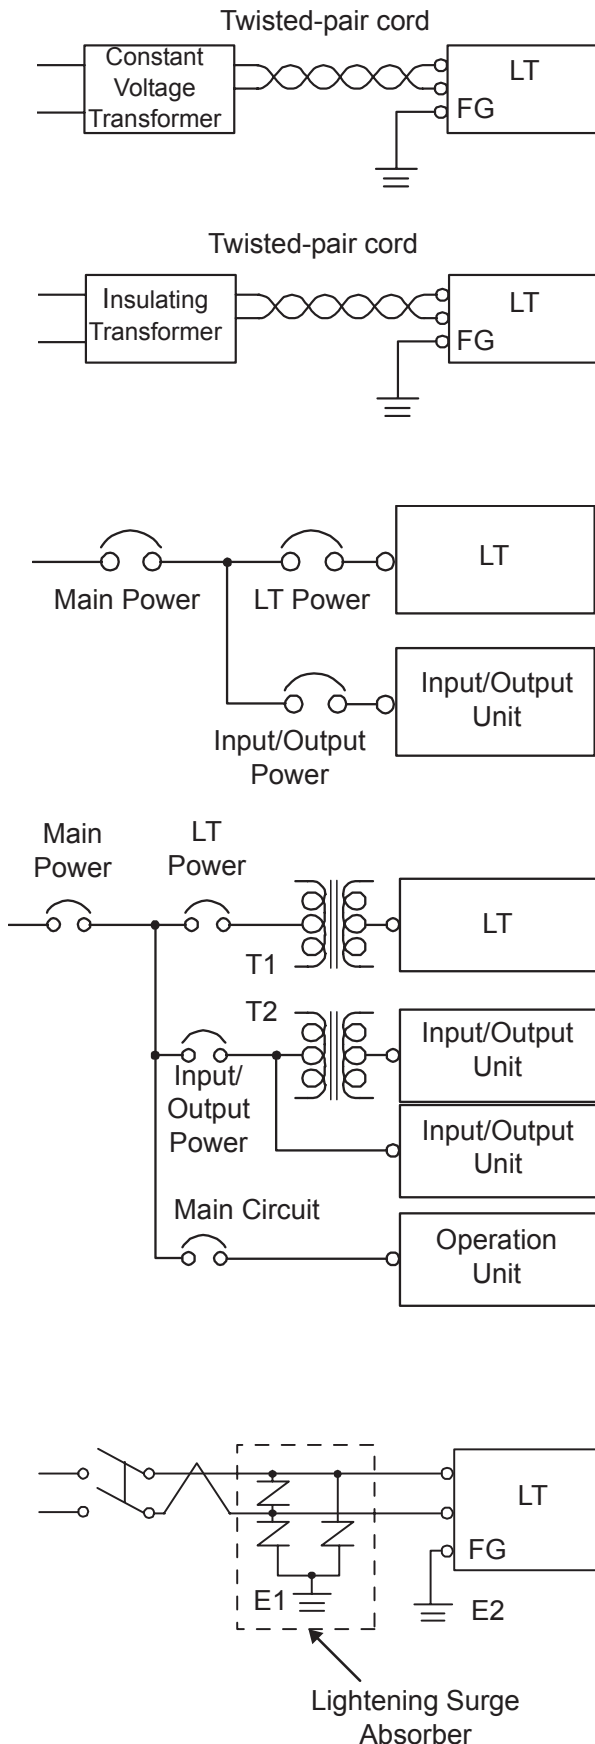 Twisted-pair cord
Constant
Voltage
Transformer
LT
FG
Twisted-pair cord
Insulating
Transformer
LT
FG
LT
Main Power
LT Power
Input/Output
Unit
Input/Output
Power
Main
Power
LT
Power
LT
T1
T2
Input/Output
Unit
Input/
Output
Power
Input/Output
Unit
Main Circuit
Operation
Unit
LT
FG
E1
E2
Lightening Surge
Absorber